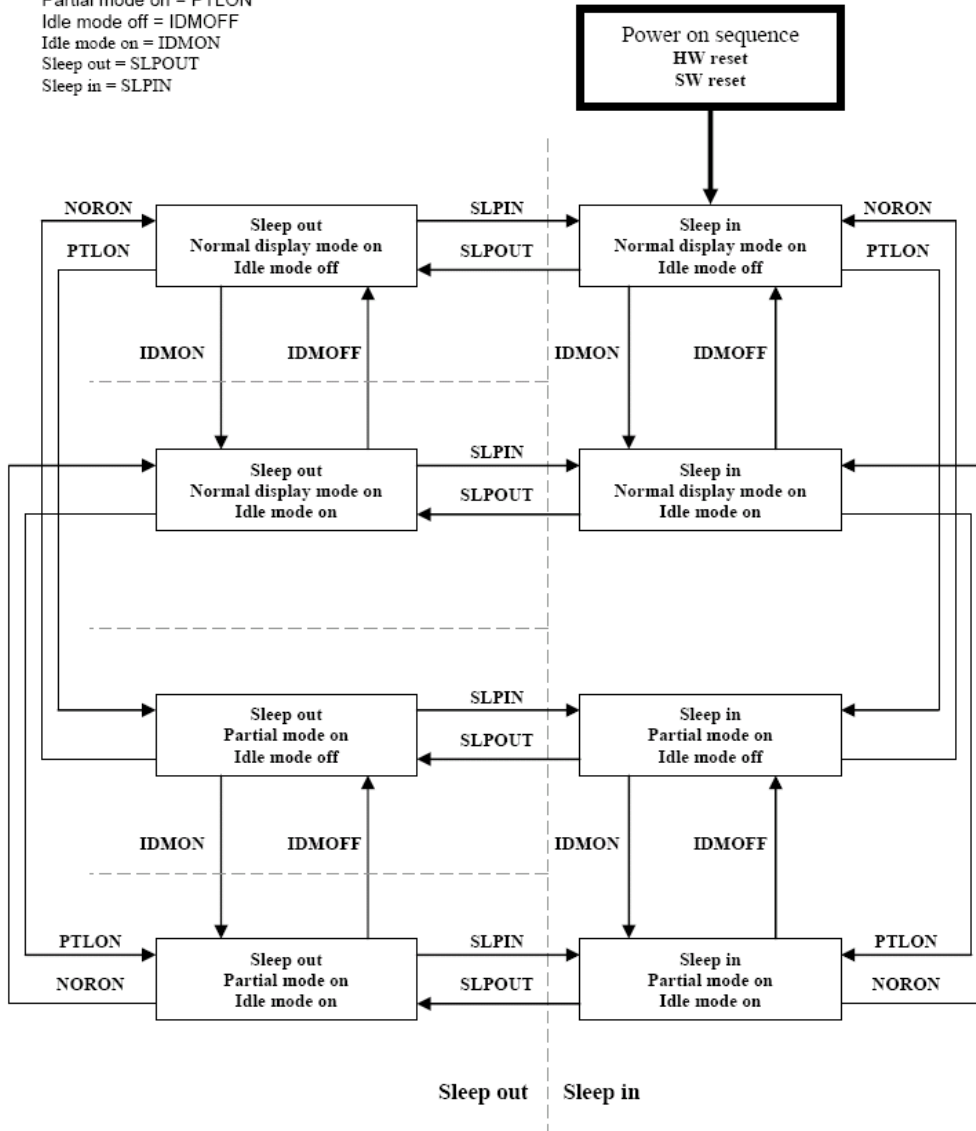 Partial mode on = PTLON
Idle mode off = IDMOFF
Idle mode on = IDMON
Sleep out = SLPOUT
Sleep in = SLPIN
Power on sequence
HW reset
SW reset
NORON
PTLON
Sleep out
Normal display mode on
Idle mode off
SLPIN
SLPOUT
Sleep in
Normal display mode on
Idle mode off
NORON
PTLON
IDMON
IDMOFF
IDMON
IDMOFF
Sleep out
Normal display mode on
Idle mode on
SLPIN
SLPOUT
Sleep in
Normal display mode on
Idle mode on
Sleep out
Partial mode on
Idle mode off
SLPIN
SLPOUT
Sleep in
Partial mode on
Idle mode off
IDMON
IDMOFF
IDMON
IDMOFF
PTLON
NORON
Sleep out
Partial mode on
Idle mode on
SLPIN
SLPOUT
Sleep in
Partial mode on
Idle mode on
PTLON
NORON
Sleep out
Sleep in